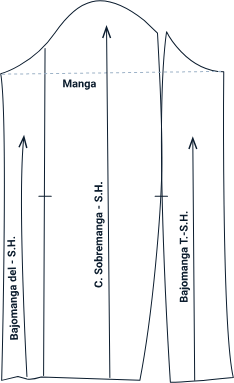 Manga
Bajomanga del - S.H.
C. Sobremanga - S.H.
Bajomanga T.-S.H.